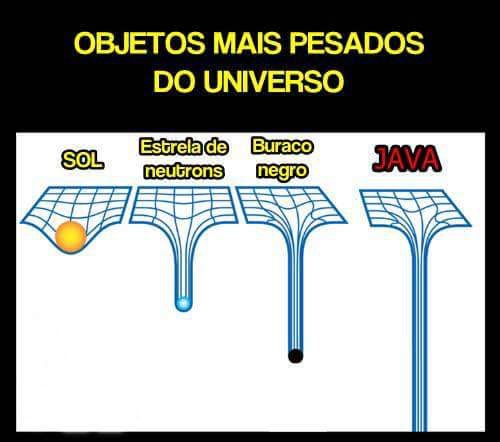 OBJETOS MAIS PESADOS
DO UNIVERSO
SOL
Estrela de
neutrons
Buraco
negro
JAVA